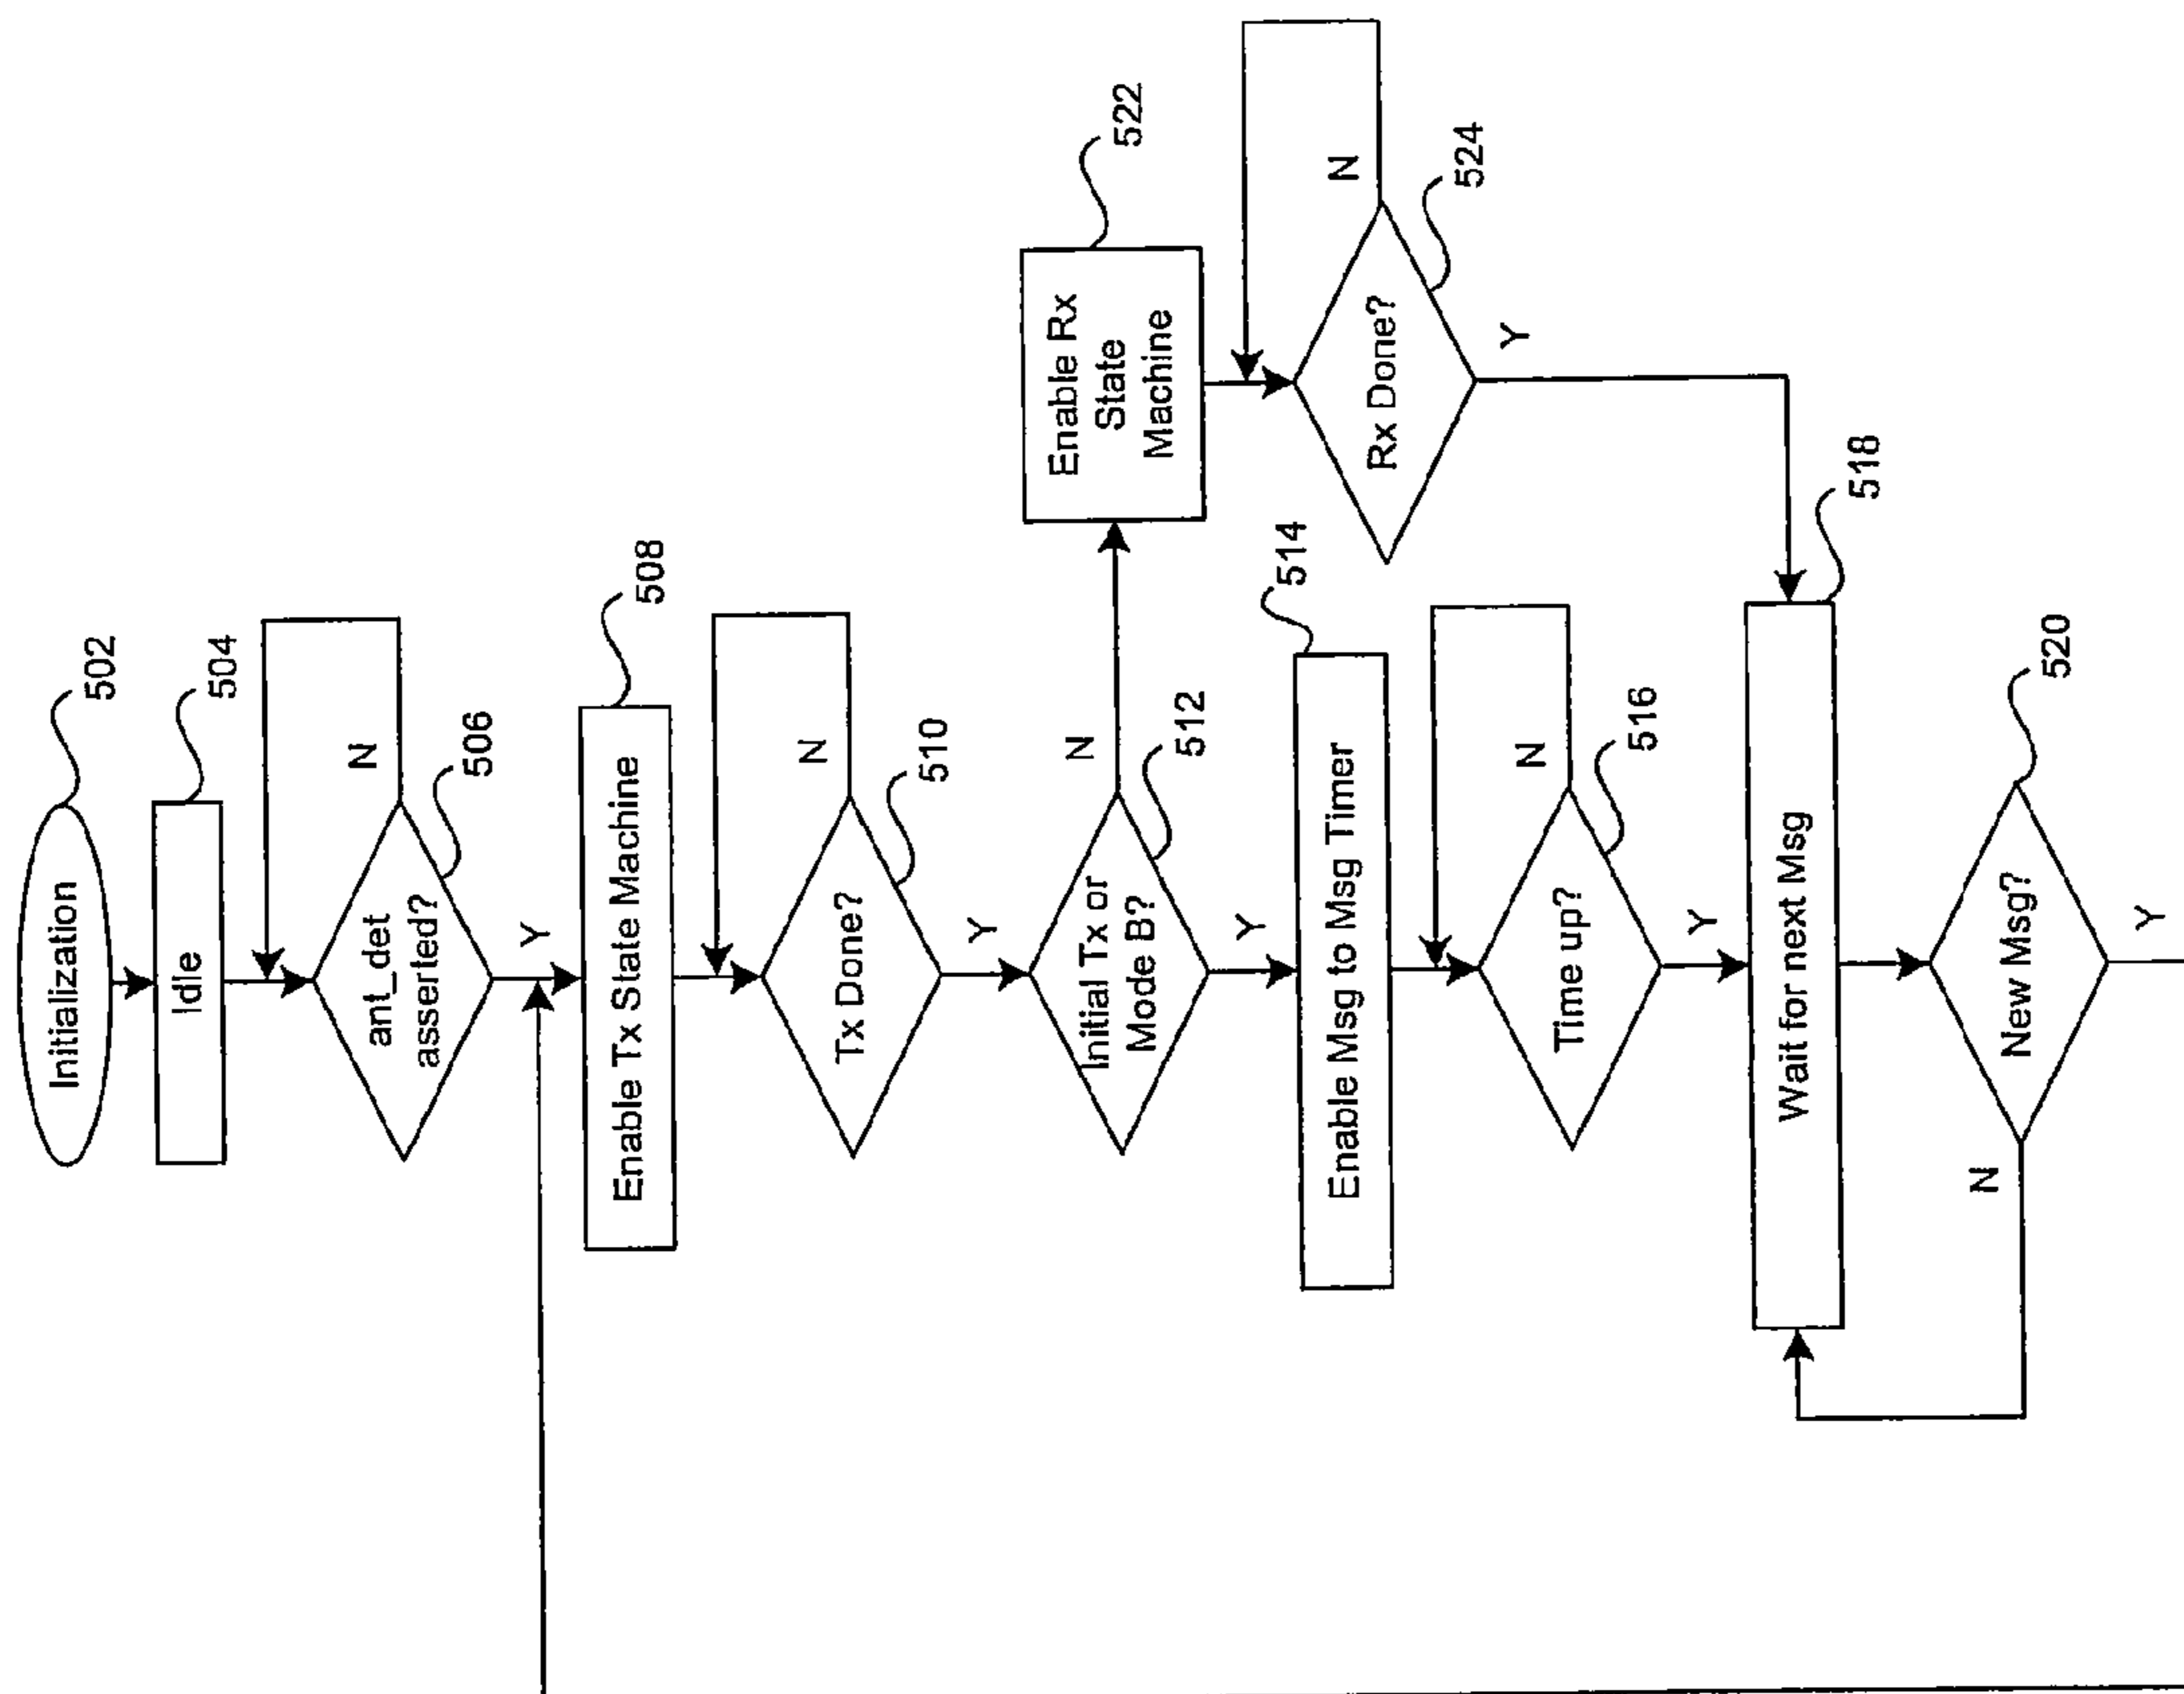 Initialization
502
Idle
504
N
ant_det
asserted?
506
Y
Enable Tx State Machine
508
N
Tx Done?
510
Y
Initial Tx or
Mode B?
512
N
Enable Rx
State
Machine
522
N
Rx Done?
524
Y
Y
Enable Msg to Msg Timer
514
N
Time up?
516
Y
Wait for next Msg
518
New Msg?
520
N
Y